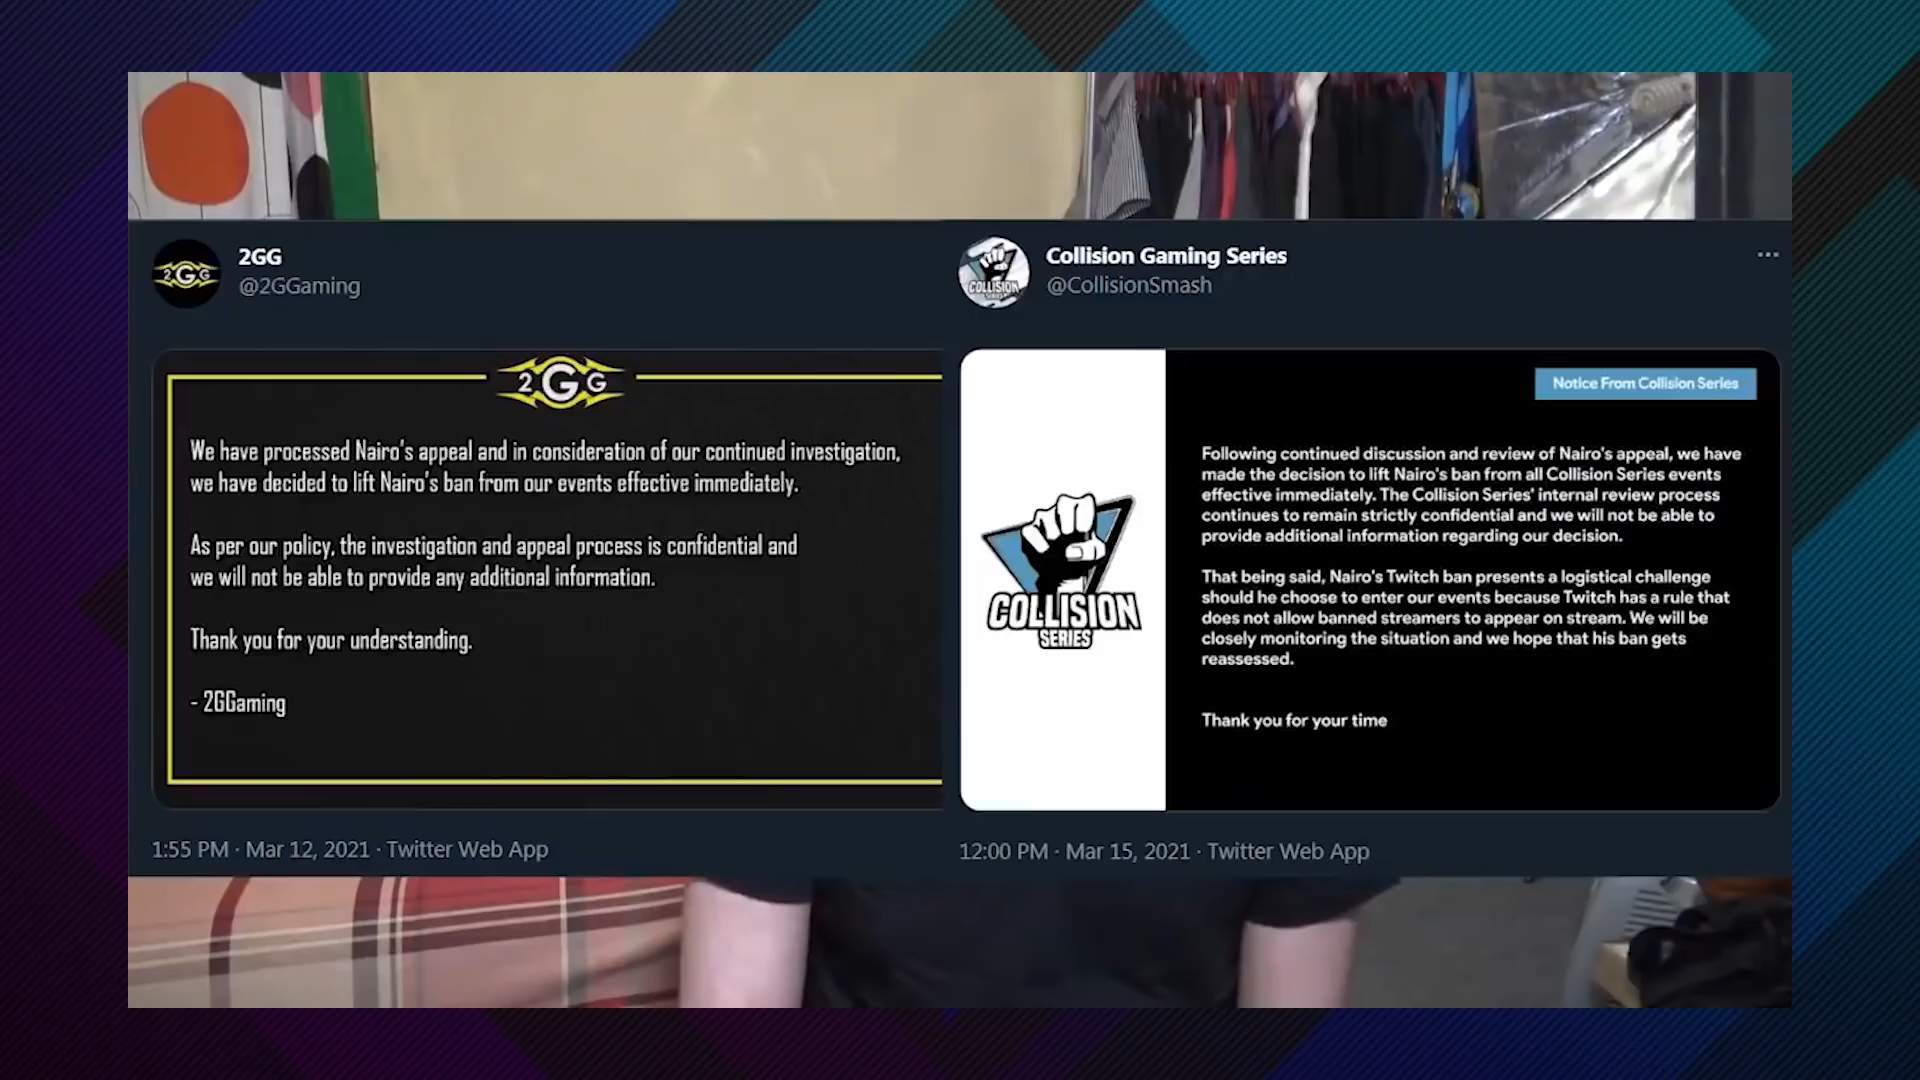 2GG
2GG
@2GGaming
2GG
We have processed Nairo's appeal and in consideration of our continued investigation,
we have decided to lift Nairo's ban from our events effective immediately.
As per our policy, the investigation and appeal process is confidential and
we will not be able to provide any additional information.
Thank you for your understanding.
- 2GGaming
1:55 PM · Mar 12, 2021 · Twitter Web App
COLLISION
SERIES
Collision Gaming Series
@CollisionSmash
...
COLLISION
SERIES
Notice From Collision Series
Following continued discussion and review of Nairo's appeal, we have
made the decision to lift Nairo's ban from all Collision Series events
effective immediately. The Collision Series' internal review process
continues to remain strictly confidential and we will not be able to
provide additional information regarding our decision.
That being said, Nairo's Twitch ban presents a logistical challenge
should he choose to enter our events because Twitch has a rule that
does not allow banned streamers to appear on stream. We will be
closely monitoring the situation and we hope that his ban gets
reassessed.
Thank you for your time
12:00 PM · Mar 15, 2021 · Twitter Web App